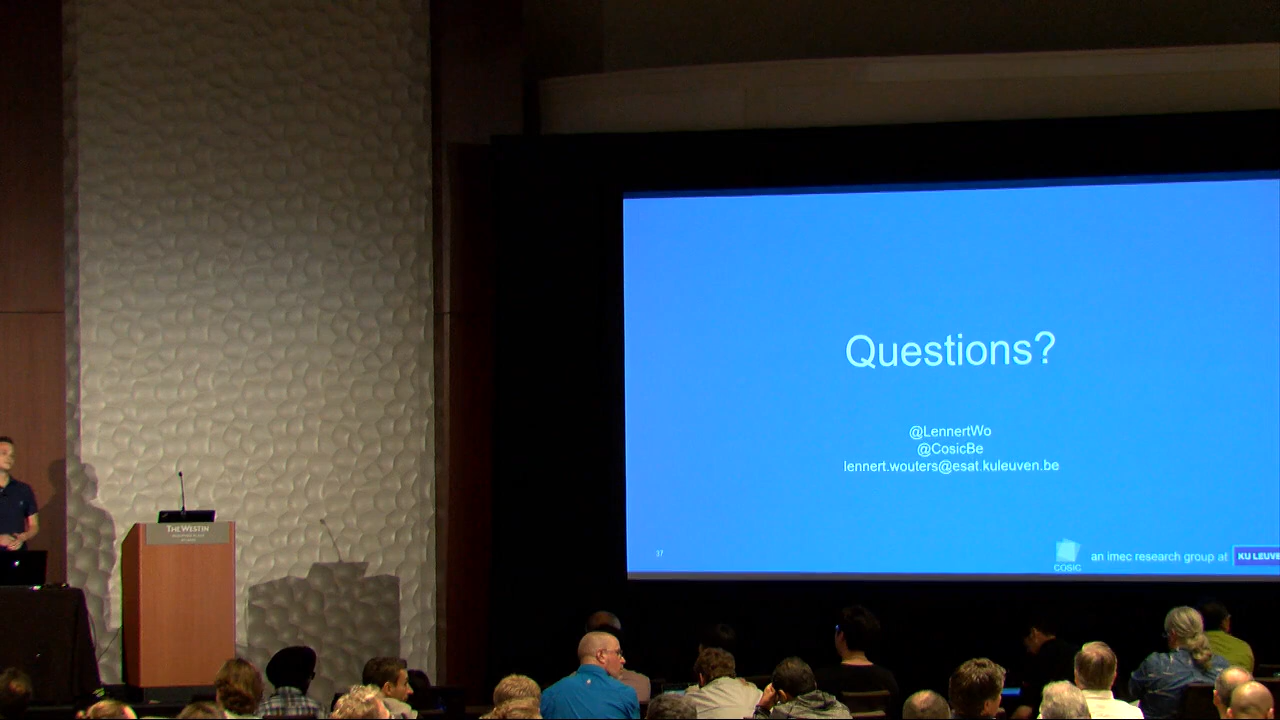 THE WESTIN
Questions?
@LennertWo
@CosicBe
lennert.wouters@esat.kuleuven.be
37
COSIC
an imec research group at
KU LEUVE